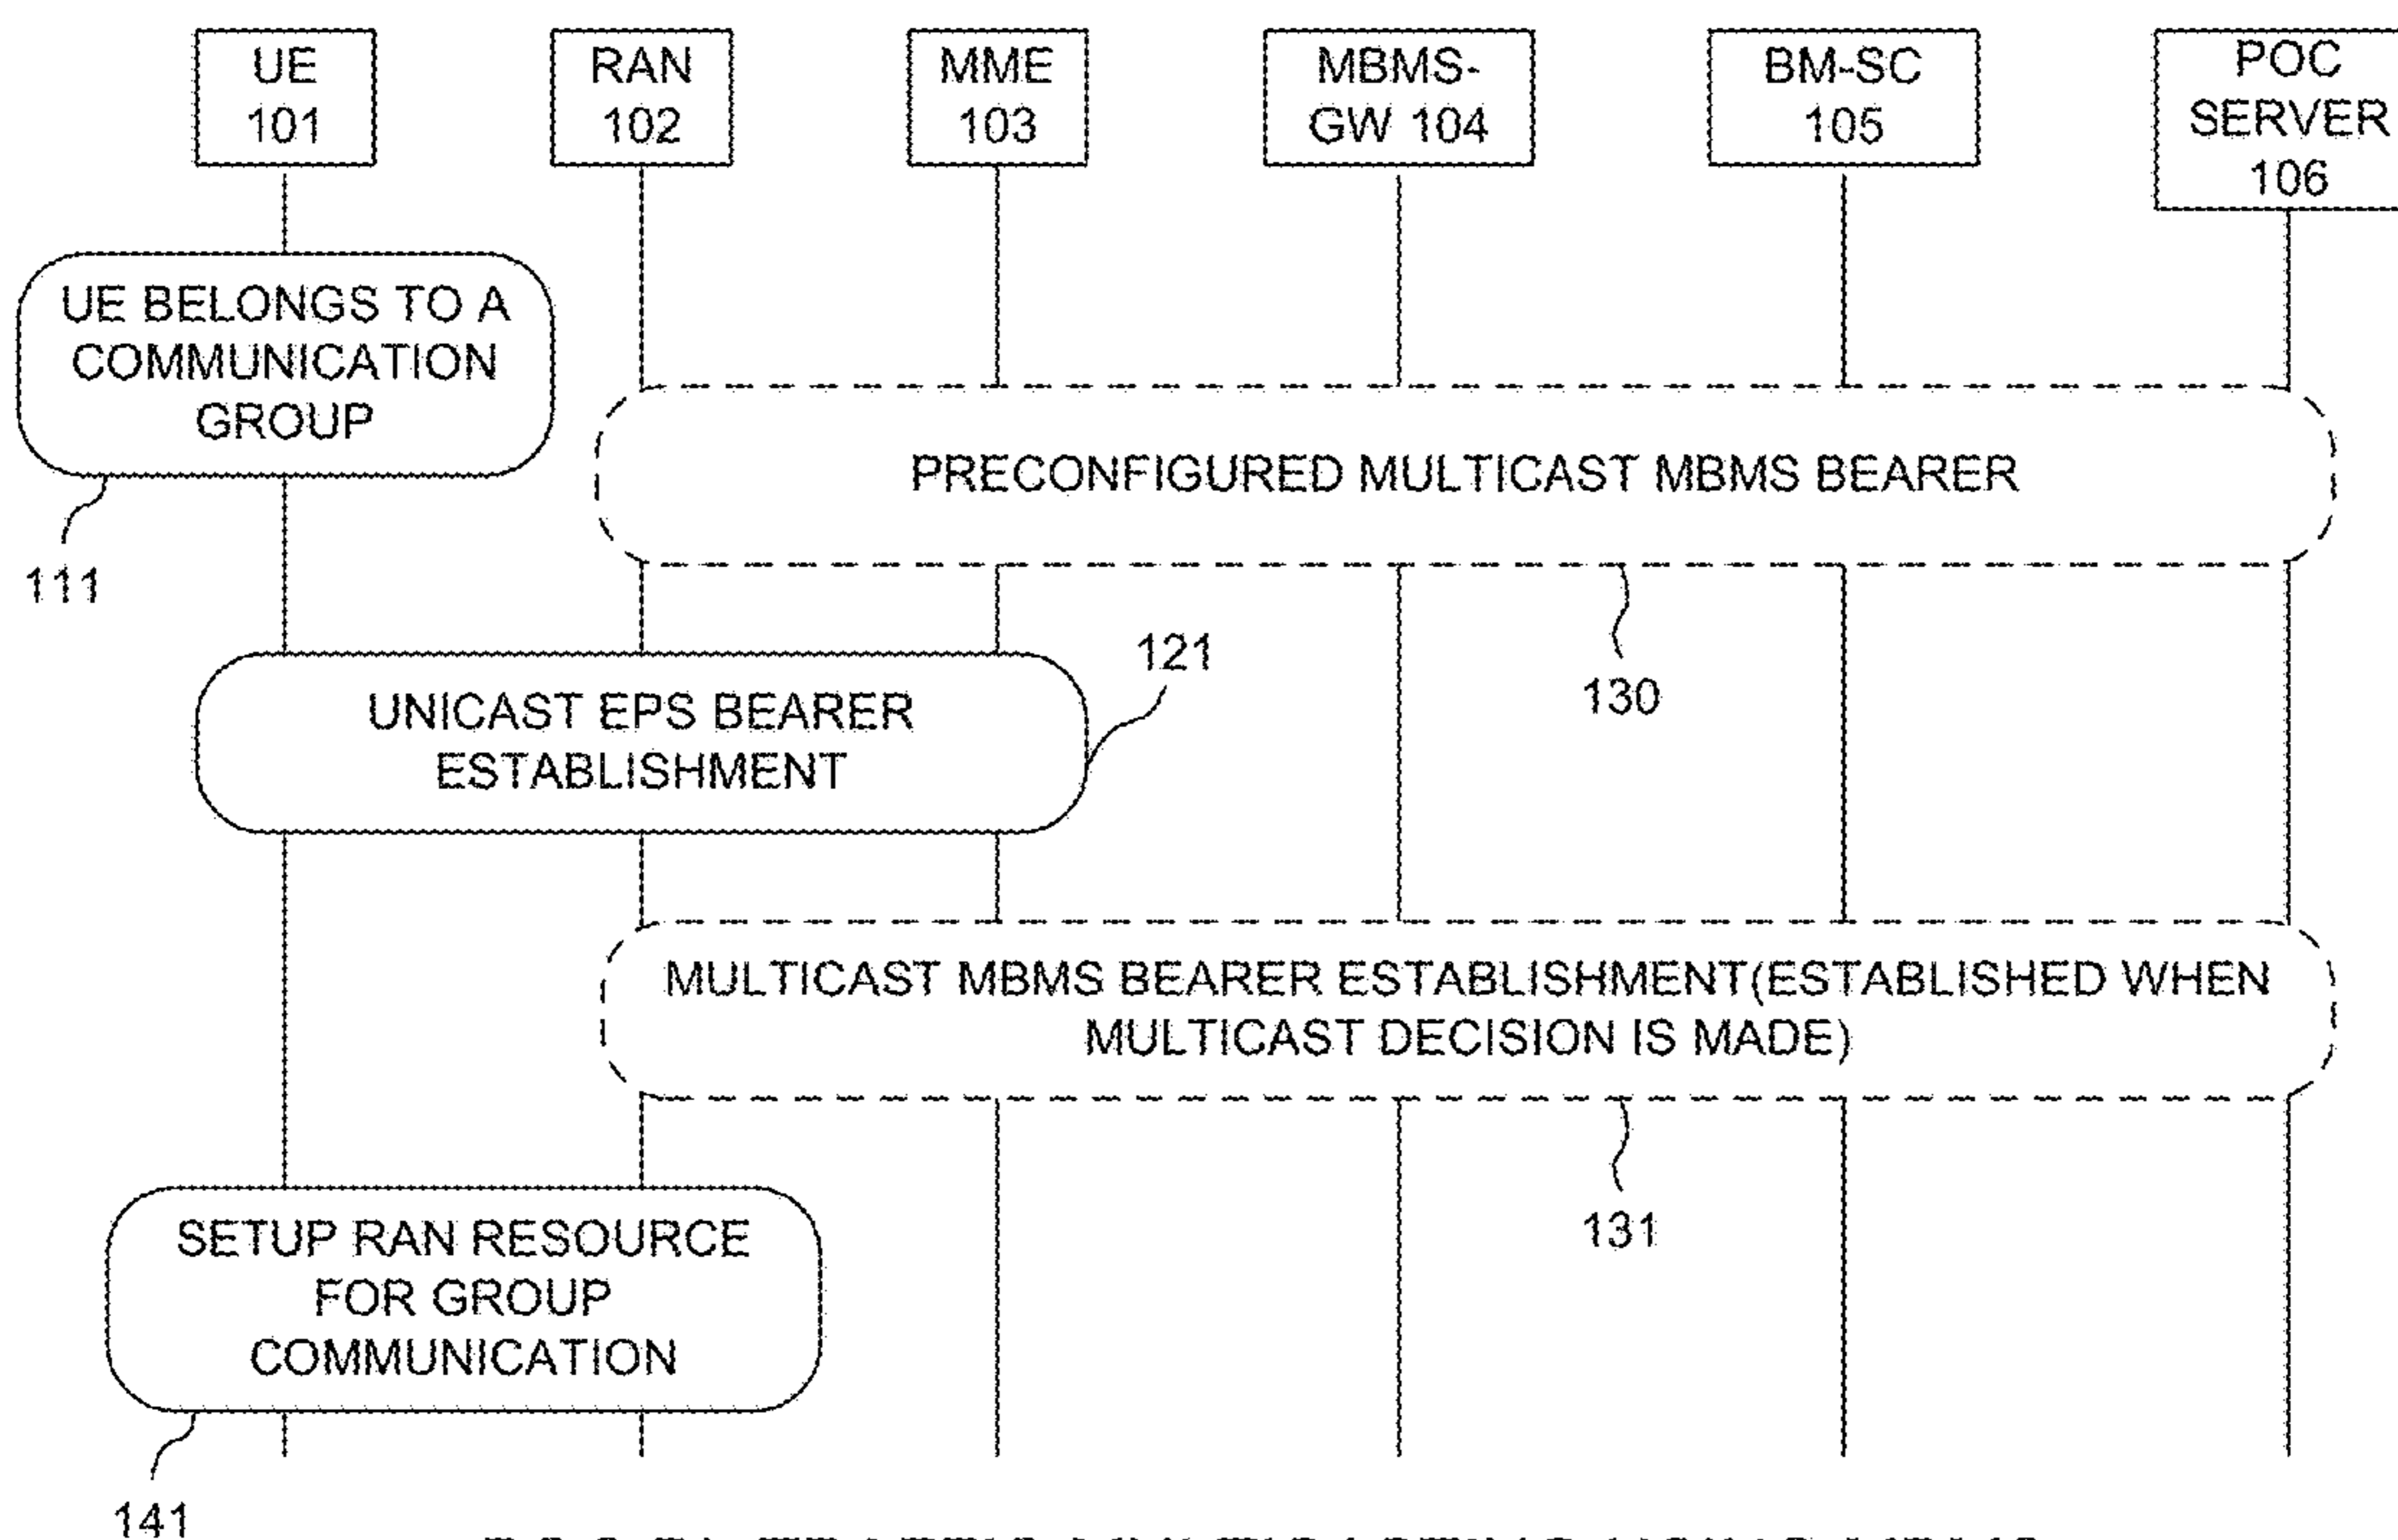 UE
101
RAN
102
MME
103
MBMS-
GW 104
BM-SC
105
POC
SERVER
106
UE BELONGS TO A
COMMUNICATION
GROUP
111
PRECONFIGURED MULTICAST MBMS BEARER
130
UNICAST EPS BEARER
ESTABLISHMENT
121
MULTICAST MBMS BEARER ESTABLISHMENT(ESTABLISHED WHEN
MULTICAST DECISION IS MADE)
131
SETUP RAN RESOURCE
FOR GROUP
COMMUNICATION
141